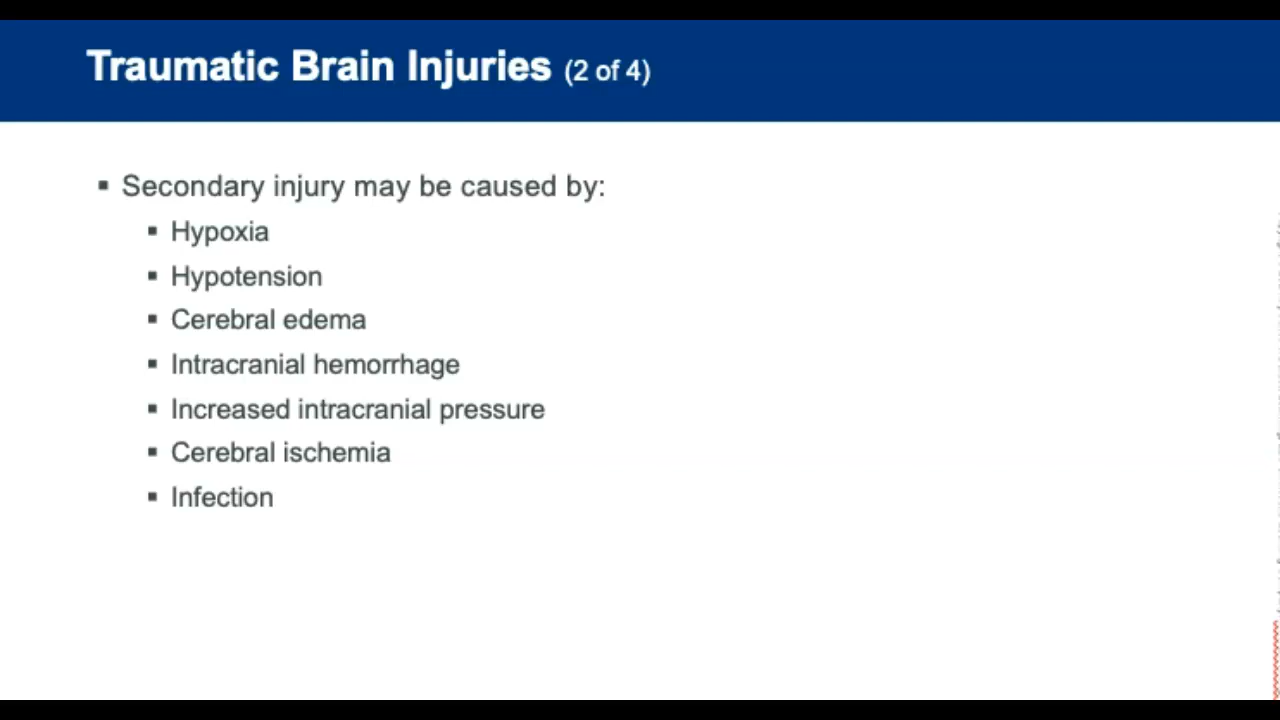 Traumatic Brain Injuries (2 of 4)
▪ Secondary injury may be caused by:
▪ Hypoxia
▪ Hypotension
▪ Cerebral edema
▪ Intracranial hemorrhage
▪ Increased intracranial pressure
▪ Cerebral ischemia
▪ Infection